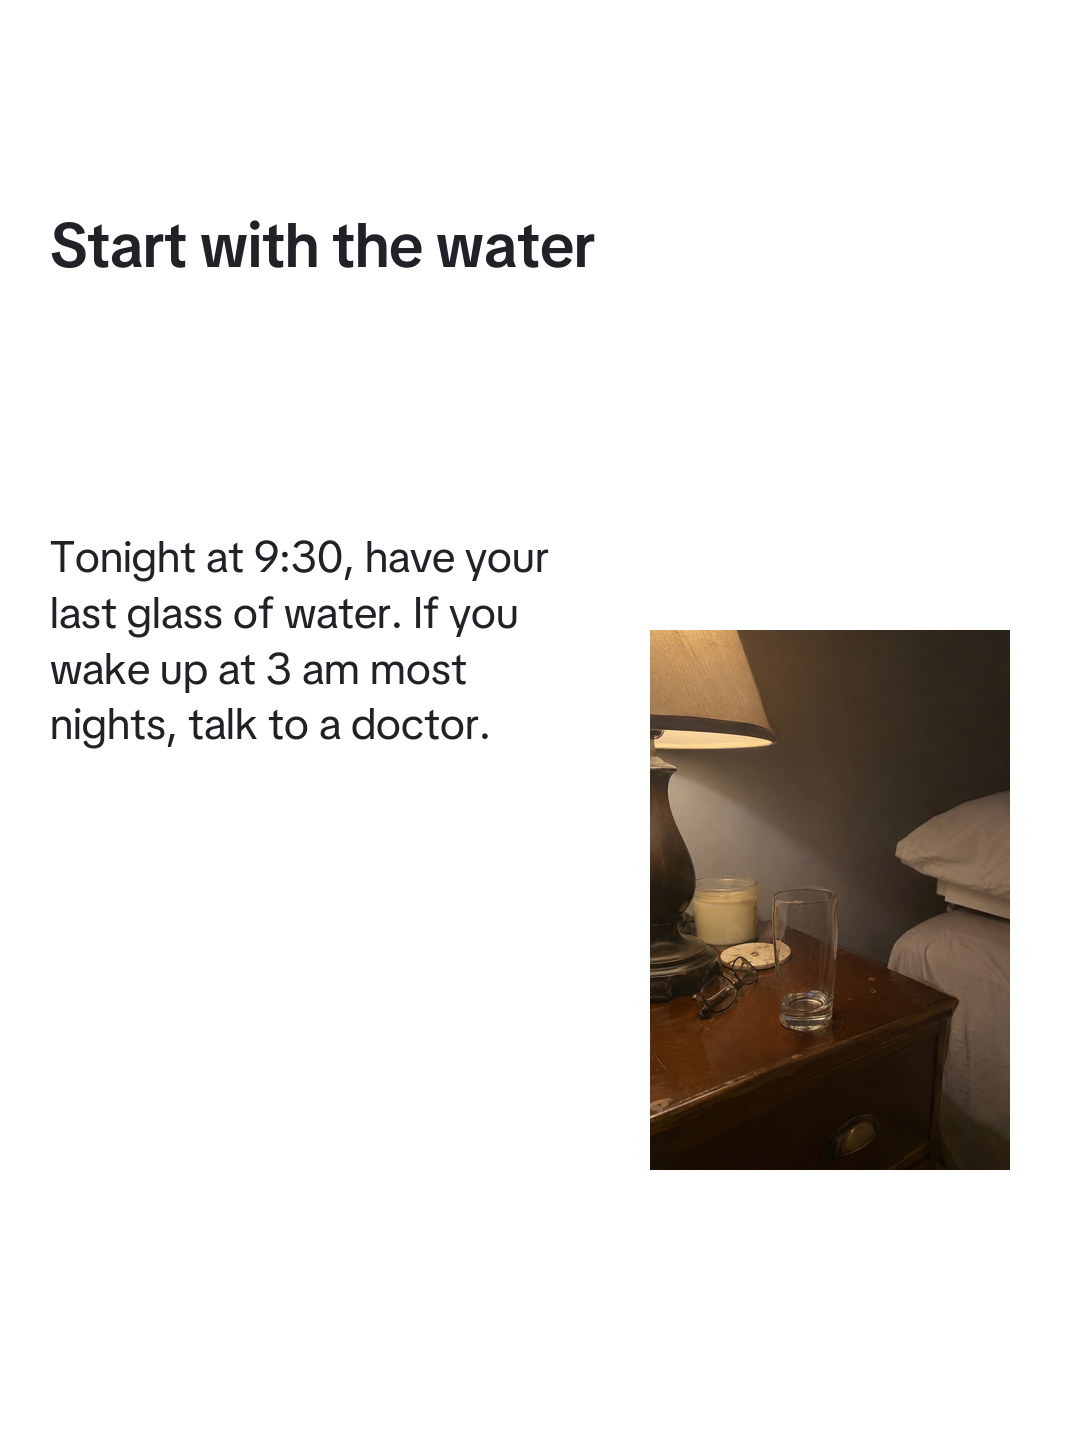 Start with the water
Tonight at 9:30, have your
last glass of water. If you
wake up at 3 am most
nights, talk to a doctor.